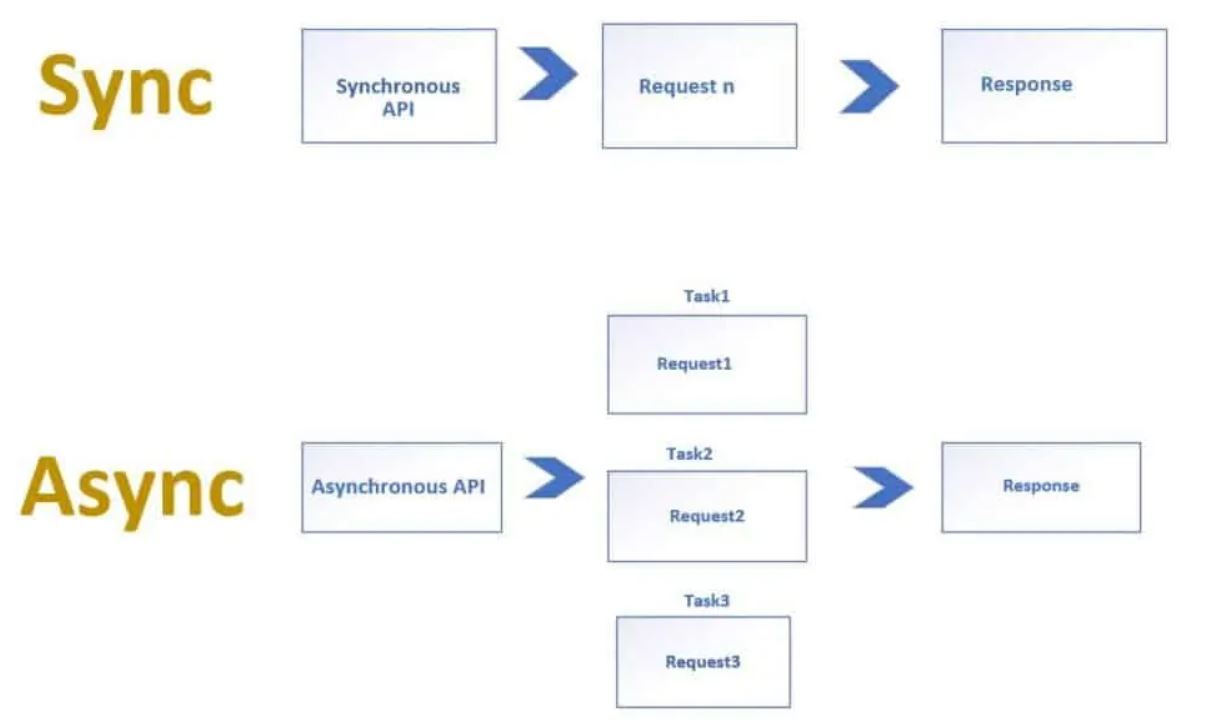 Sync
Synchronous
API
Request n
Response
Task1
Request1
Async
Asynchronous API
Task2
Request2
Response
Task3
Request3